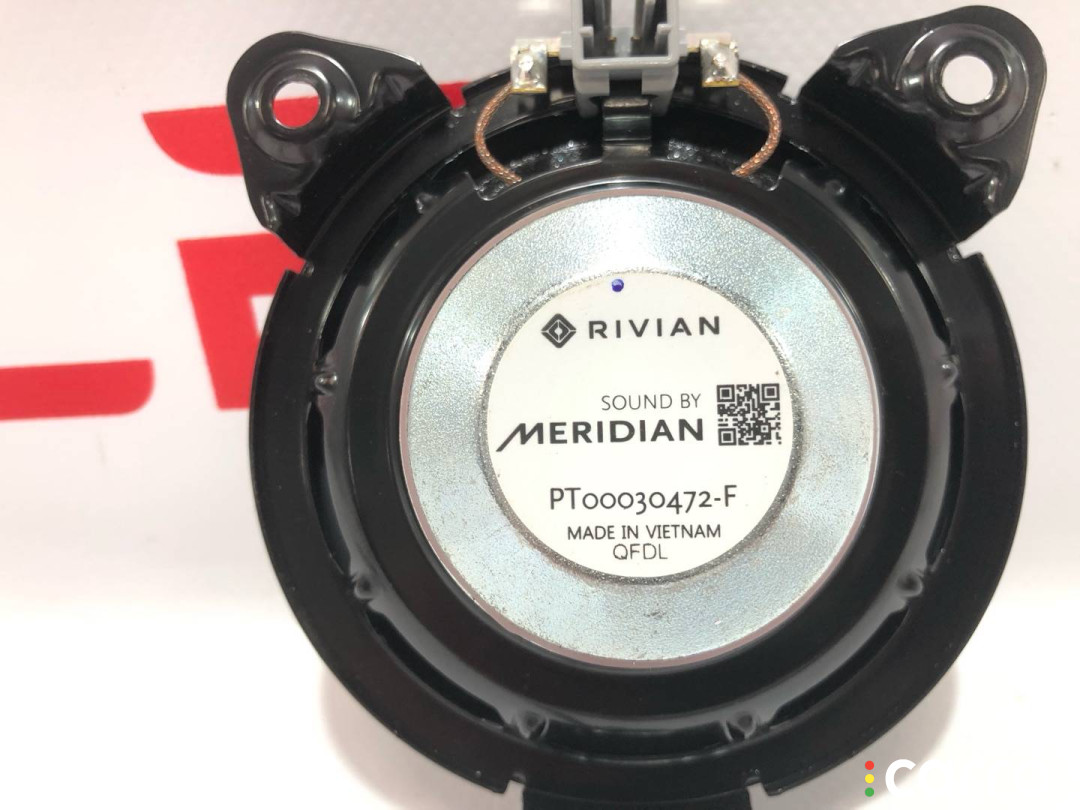 RIVIAN
SOUND BY
MERIDIAN
PT00030472-F
MADE IN VIETNAM
QFDL